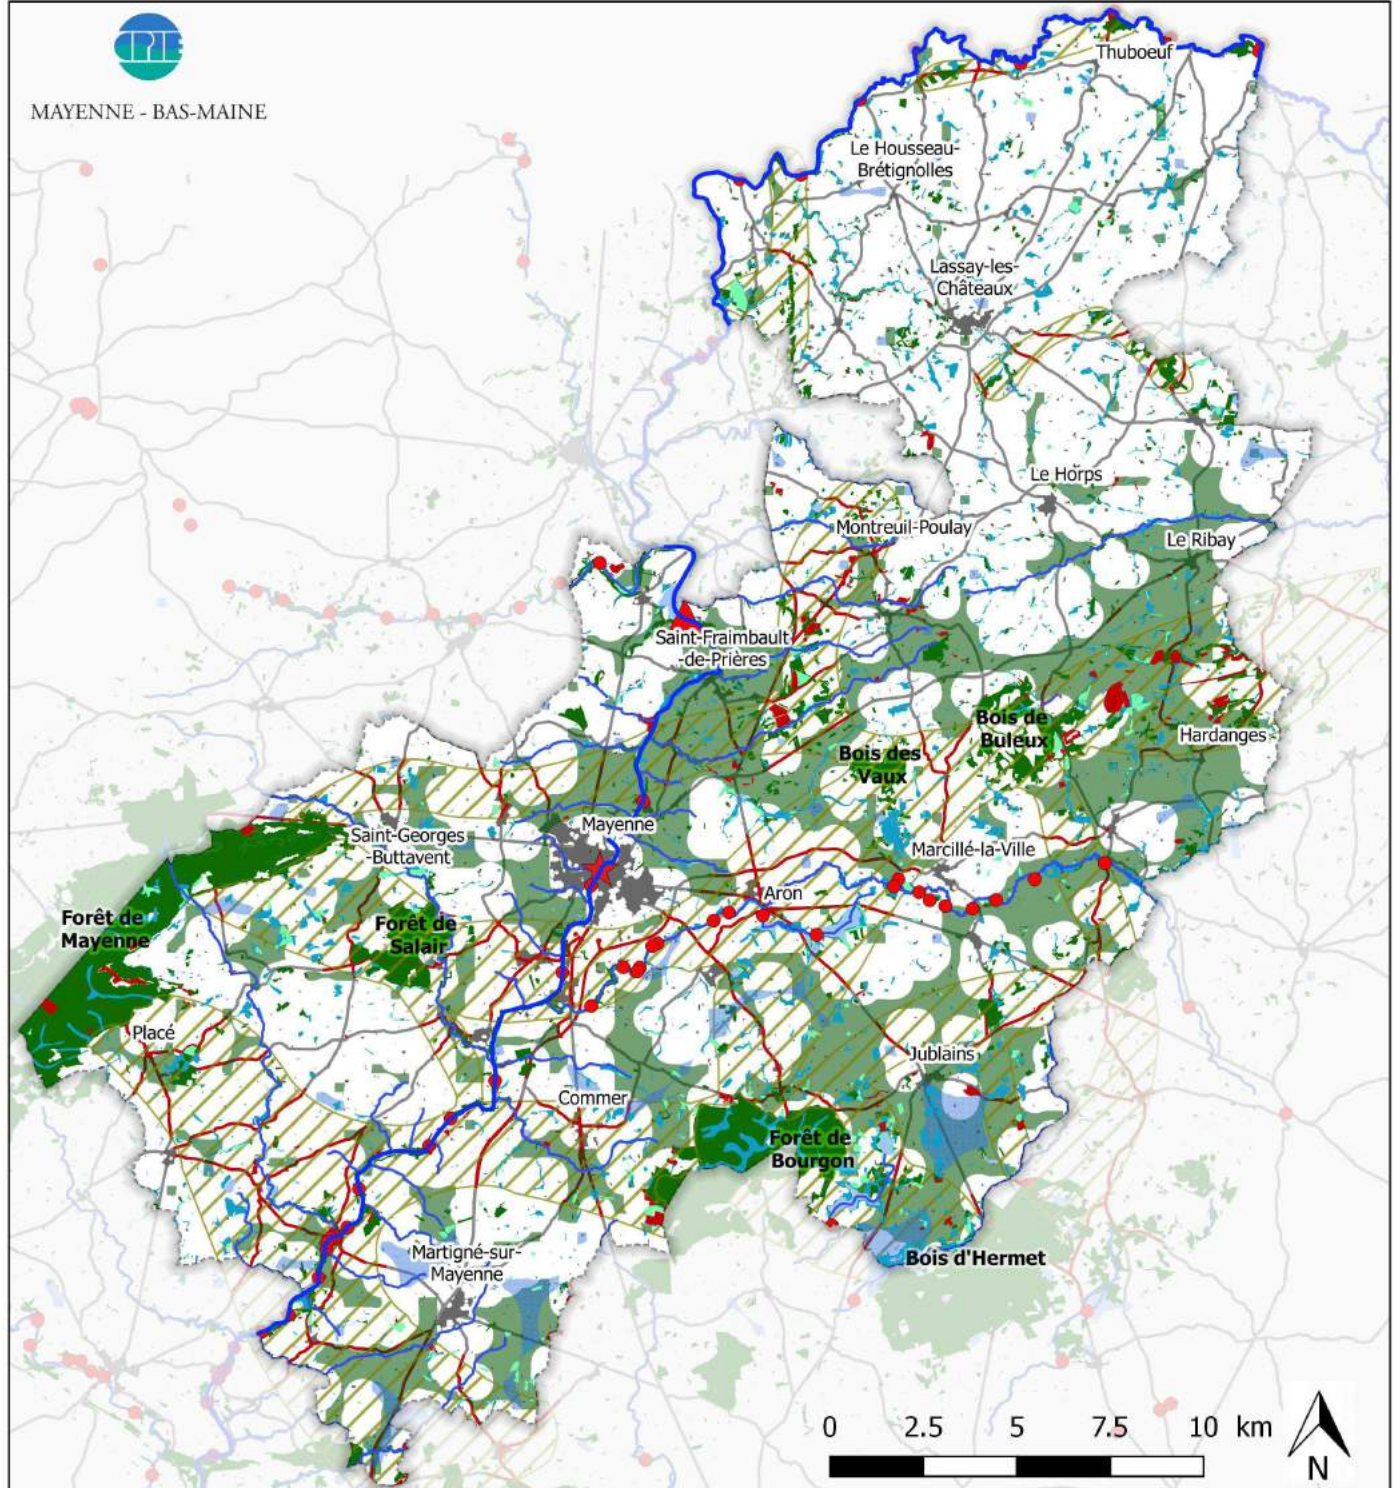 CPIE
MAYENNE - BAS-MAINE
Thuboeuf
Le Housseau-
Brétignolles
Lassay-les-
Châteaux
Le Horps
Montreuil-Poulay
Le Ribay
Saint-Fraimbault
-de-Prières
Bois de
Buleux
Hardanges
Bois des
Vaux
Mayenne
Saint-Georges
-Buttavent
Marcillé-la-Ville
Aron
Forêt de
Mayenne
Forêt de
Salair
Placé
Jublains
Commer
Forêt de
Bourgon
Bois d'Hermet
Martigné-sur-
Mayenne
0 2.5 5 7.5 10 km
N